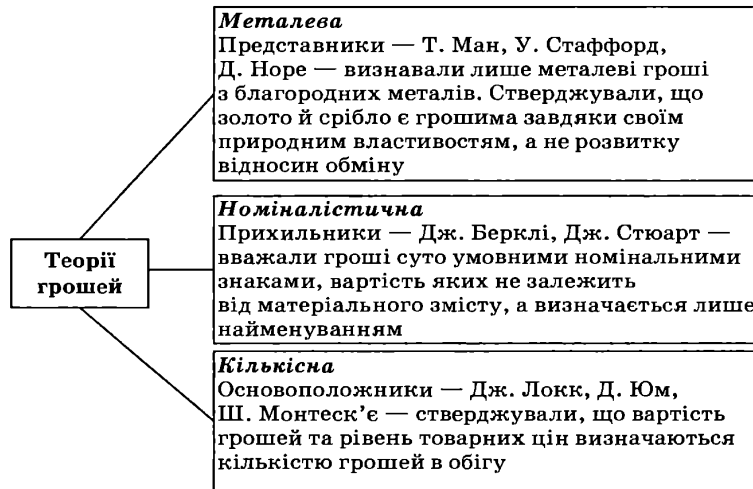 Металева
Представники — Т. Ман, У. Стаффорд,
Д. Норе — визнавали лише металеві гроші
з благородних металів. Стверджували, що
золото й срібло є грошима завдяки своїм
природним властивостям, а не розвитку
відносин обміну
Теорії
грошей
Номіналістична
Прихильники — Дж. Берклі, Дж. Стюарт —
вважали гроші суто умовними номінальними
знаками, вартість яких не залежить
від матеріального змісту, а визначається лише
найменуванням
Кількісна
Основоположники — Дж. Локк, Д. Юм,
Ш. Монтеск’є — стверджували, що вартість
грошей та рівень товарних цін визначаються
кількістю грошей в обігу